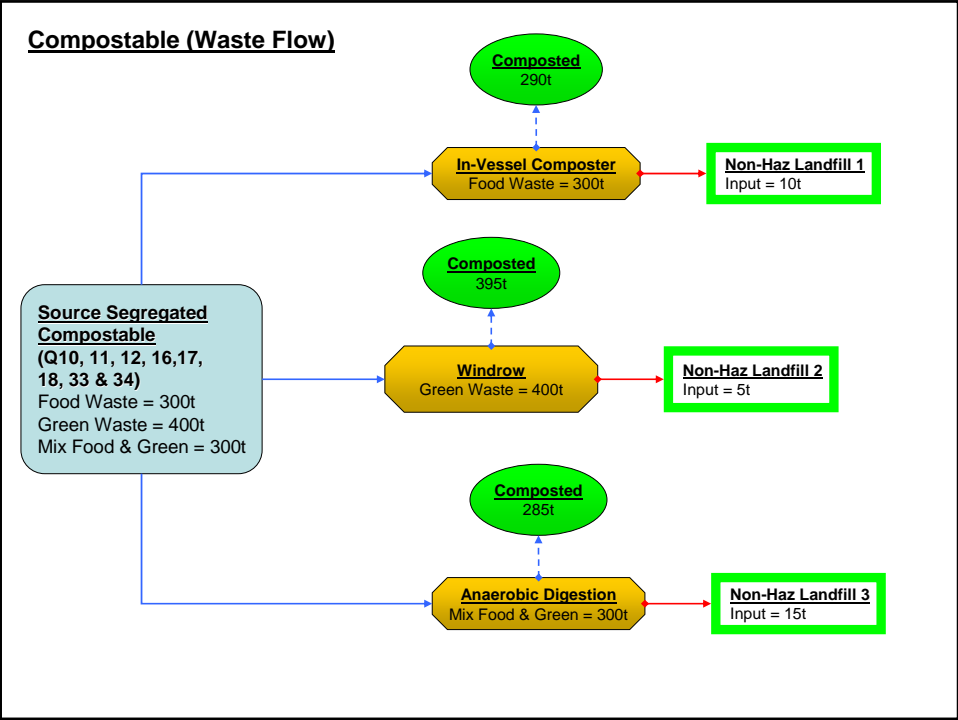 Compostable (Waste Flow)
Composted
290t
In-Vessel Composter
Food Waste = 300t
Non-Haz Landfill 1
Input = 10t
Composted
395t
Source Segregated
Compostable
(Q10, 11, 12, 16,17,
18, 33 & 34)
Food Waste = 300t
Green Waste = 400t
Mix Food & Green = 300t
Windrow
Green Waste = 400t
Non-Haz Landfill 2
Input = 5t
Composted
285t
Anaerobic Digestion
Mix Food & Green = 300t
Non-Haz Landfill 3
Input = 15t